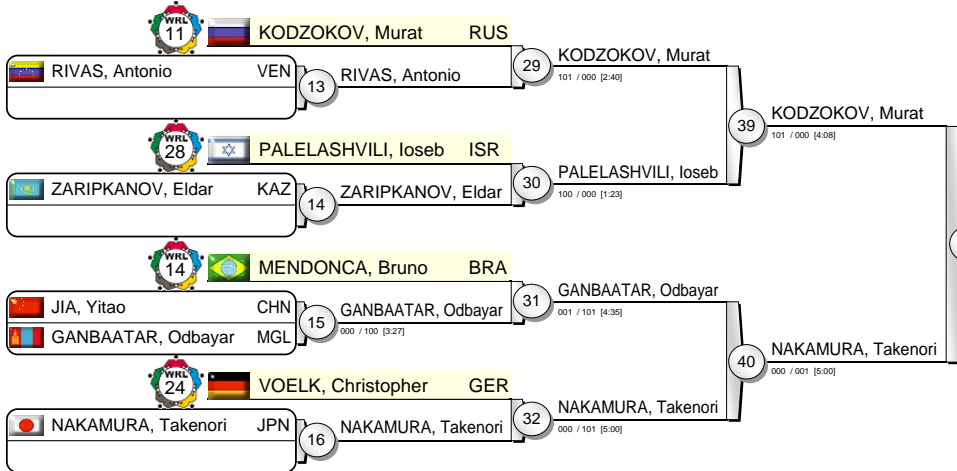 WRL
11
KODZOKOV, Murat RUS
RIVAS, Antonio VEN
13
RIVAS, Antonio
29
KODZOKOV, Murat
101 / 000 [2:40]
WRL
28
PALELASHVILI, Ioseb ISR
ZARIPKANOV, Eldar KAZ
14
ZARIPKANOV, Eldar
30
PALELASHVILI, Ioseb
100 / 000 [1:23]
39
KODZOKOV, Murat
101 / 000 [4:08]
WRL
14
MENDONCA, Bruno BRA
JIA, Yitao CHN
GANBAATAR, Odbayar MGL
15
GANBAATAR, Odbayar
000 / 100 [3:27]
31
GANBAATAR, Odbayar
001 / 101 [4:35]
WRL
24
VOELK, Christopher GER
NAKAMURA, Takenori JPN
16
NAKAMURA, Takenori
32
NAKAMURA, Takenori
000 / 101 [5:00]
40
NAKAMURA, Takenori
000 / 001 [5:00]